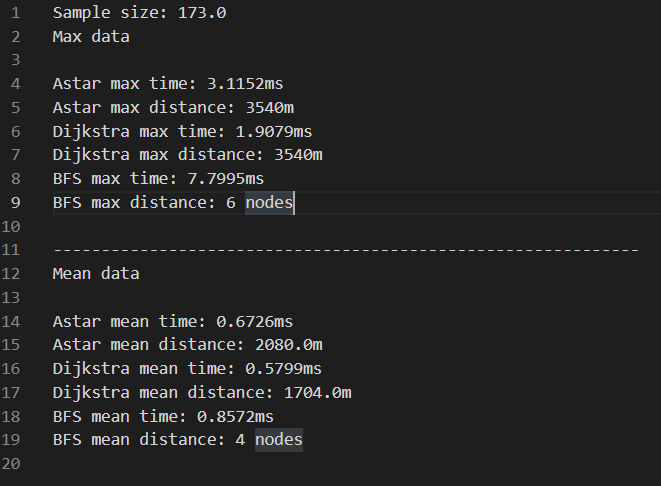 1 Sample size: 173.0
2 Max data
3
4 Astar max time: 3.1152ms
5 Astar max distance: 3540m
6 Dijkstra max time: 1.9079ms
7 Dijkstra max distance: 3540m
8 BFS max time: 7.7995ms
9 BFS max distance: 6 nodes
10
11 -------------------------------------------------------------
12 Mean data
13
14 Astar mean time: 0.6726ms
15 Astar mean distance: 2080.0m
16 Dijkstra mean time: 0.5799ms
17 Dijkstra mean distance: 1704.0m
18 BFS mean time: 0.8572ms
19 BFS mean distance: 4 nodes
20